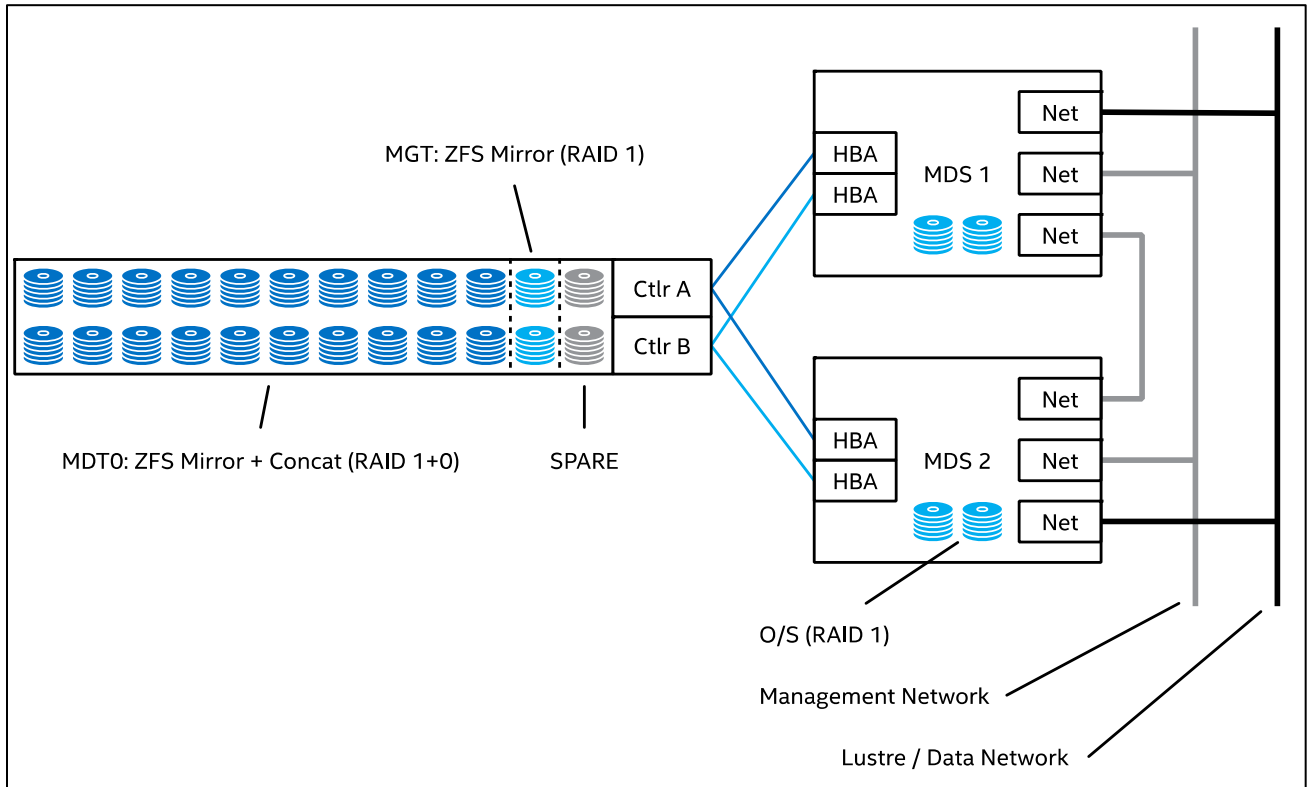 Net
HBA
MGT: ZFS Mirror (RAID 1)
MDS 1
Net
HBA
Net
Ctlr A
Ctlr B
Net
HBA
MDT0: ZFS Mirror + Concat (RAID 1+0)
SPARE
MDS 2
Net
HBA
Net
O/S (RAID 1)
Management Network
Lustre / Data Network